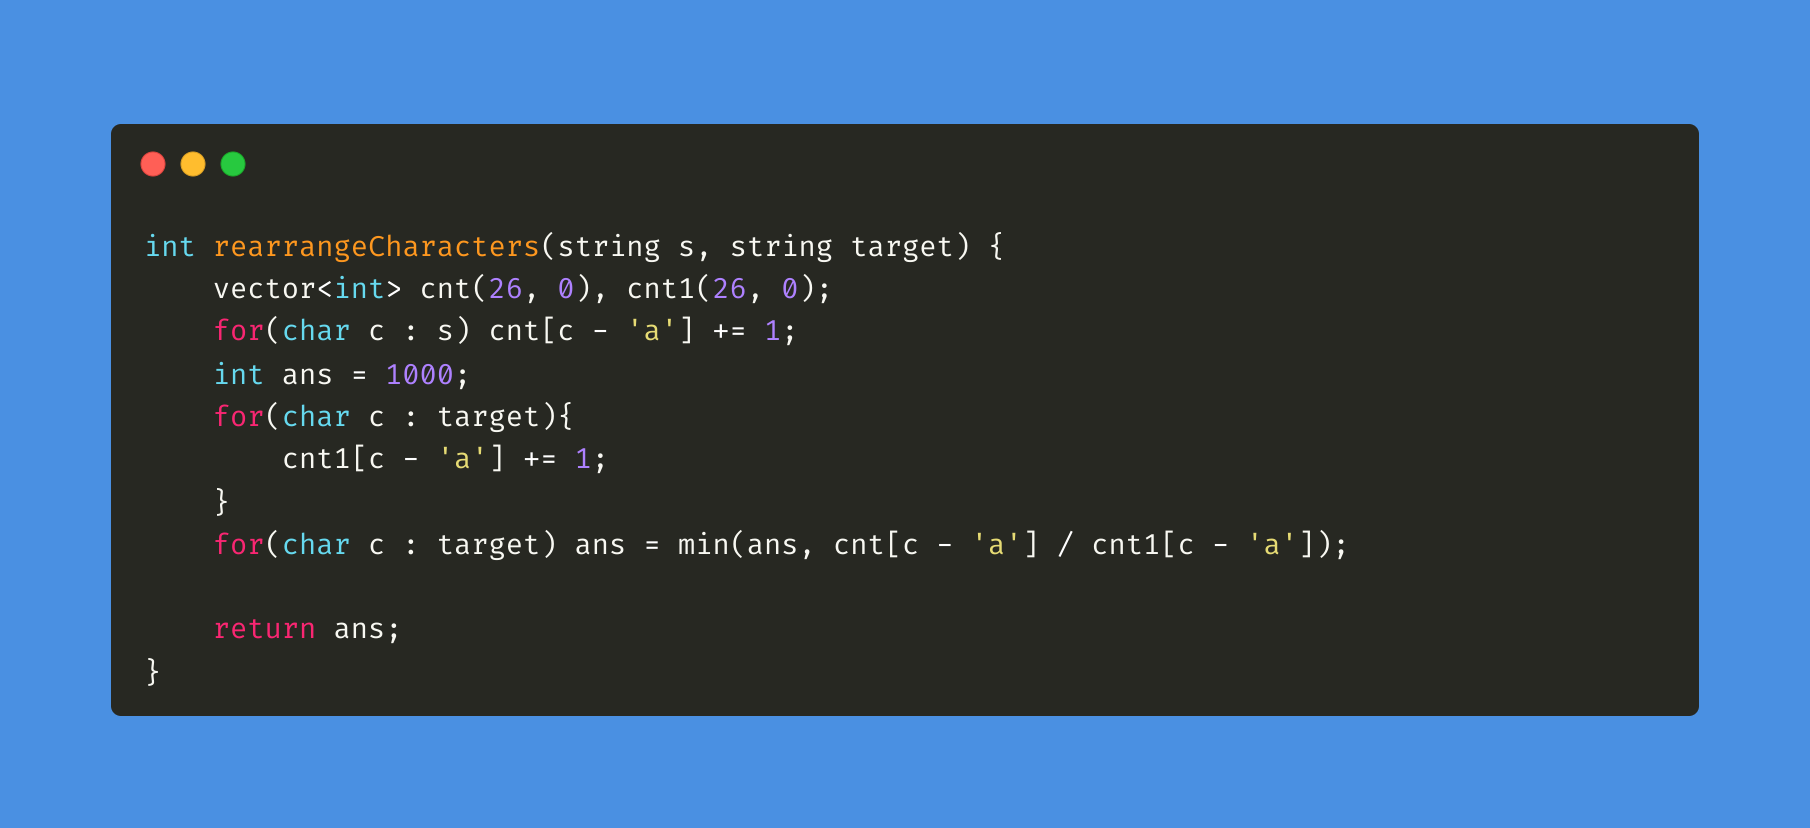 int rearrangeCharacters(string s, string target) {
    vector<int> cnt(26, 0), cnt1(26, 0);
    for(char c : s) cnt[c - 'a'] += 1;
    int ans = 1000;
    for(char c : target){
        cnt1[c - 'a'] += 1;
    }
    for(char c : target) ans = min(ans, cnt[c - 'a'] / cnt1[c - 'a']);

    return ans;
}